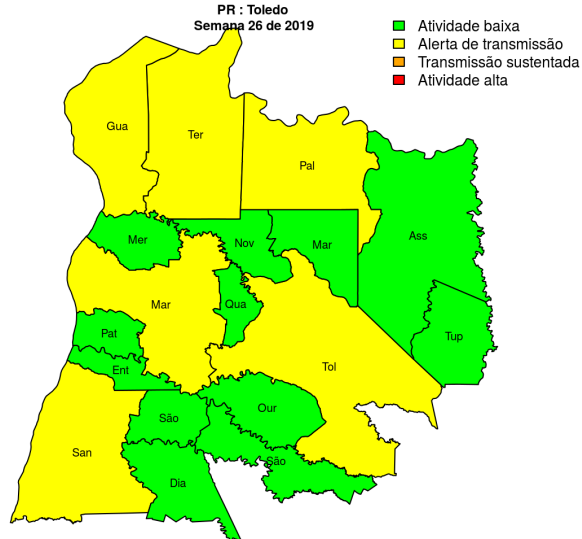 PR : Toledo
Semana 26 de 2019
Atividade baixa
Alerta de transmissão
Transmissão sustentada
Atividade alta
Gua
Ter
Pal
Ass
Mer
Nov
Mar
Mar
Qua
Pat
Tup
Ent
Tol
São
Our
San
São
Dia